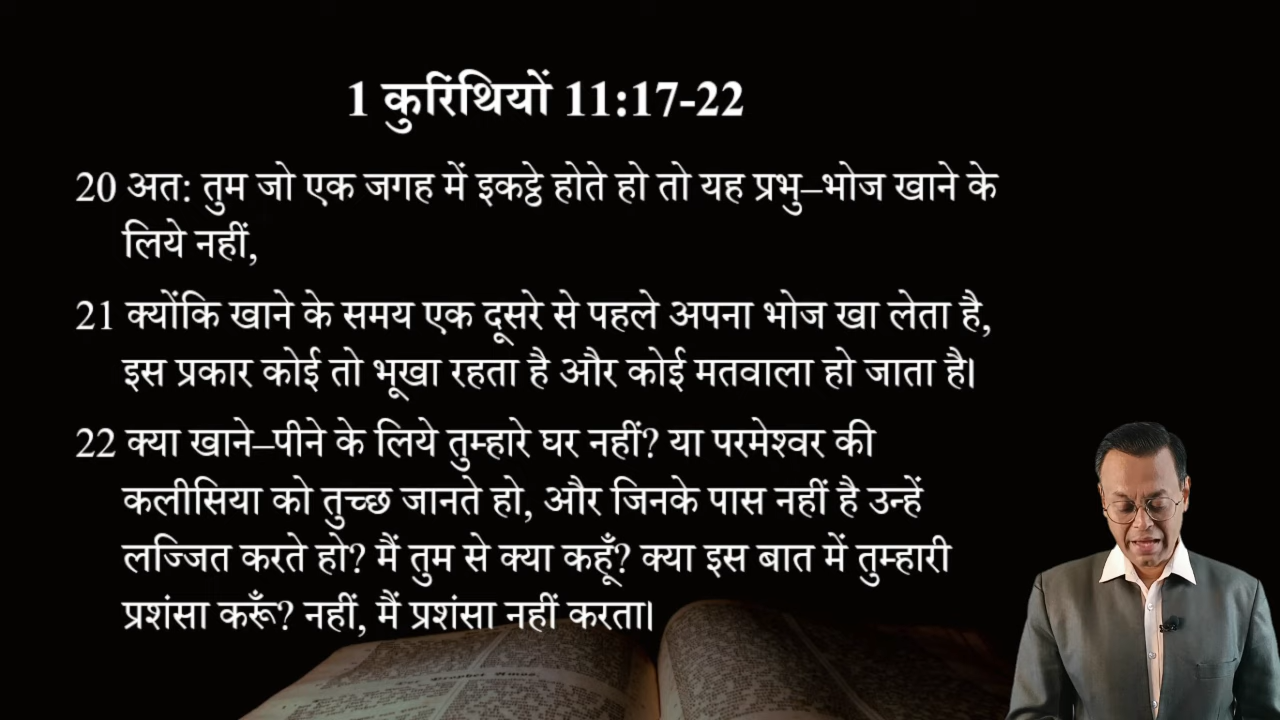 1 कुरिंथियों 11:17-22
20 अत: तुम जो एक जगह में इकट्ठे होते हो तो यह प्रभु–भोज खाने के
लिये नहीं,
21 क्योंकि खाने के समय एक दूसरे से पहले अपना भोज खा लेता है,
इस प्रकार कोई तो भूखा रहता है और कोई मतवाला हो जाता है।
22 क्या खाने–पीने के लिये तुम्हारे घर नहीं? या परमेश्‍वर की
कलीसिया को तुच्छ जानते हो, और जिनके पास नहीं है उन्हें
लज्जित करते हो? मैं तुम से क्या कहूँ? क्या इस बात में तुम्हारी
प्रशंसा करूँ? नहीं, मैं प्रशंसा नहीं करता।